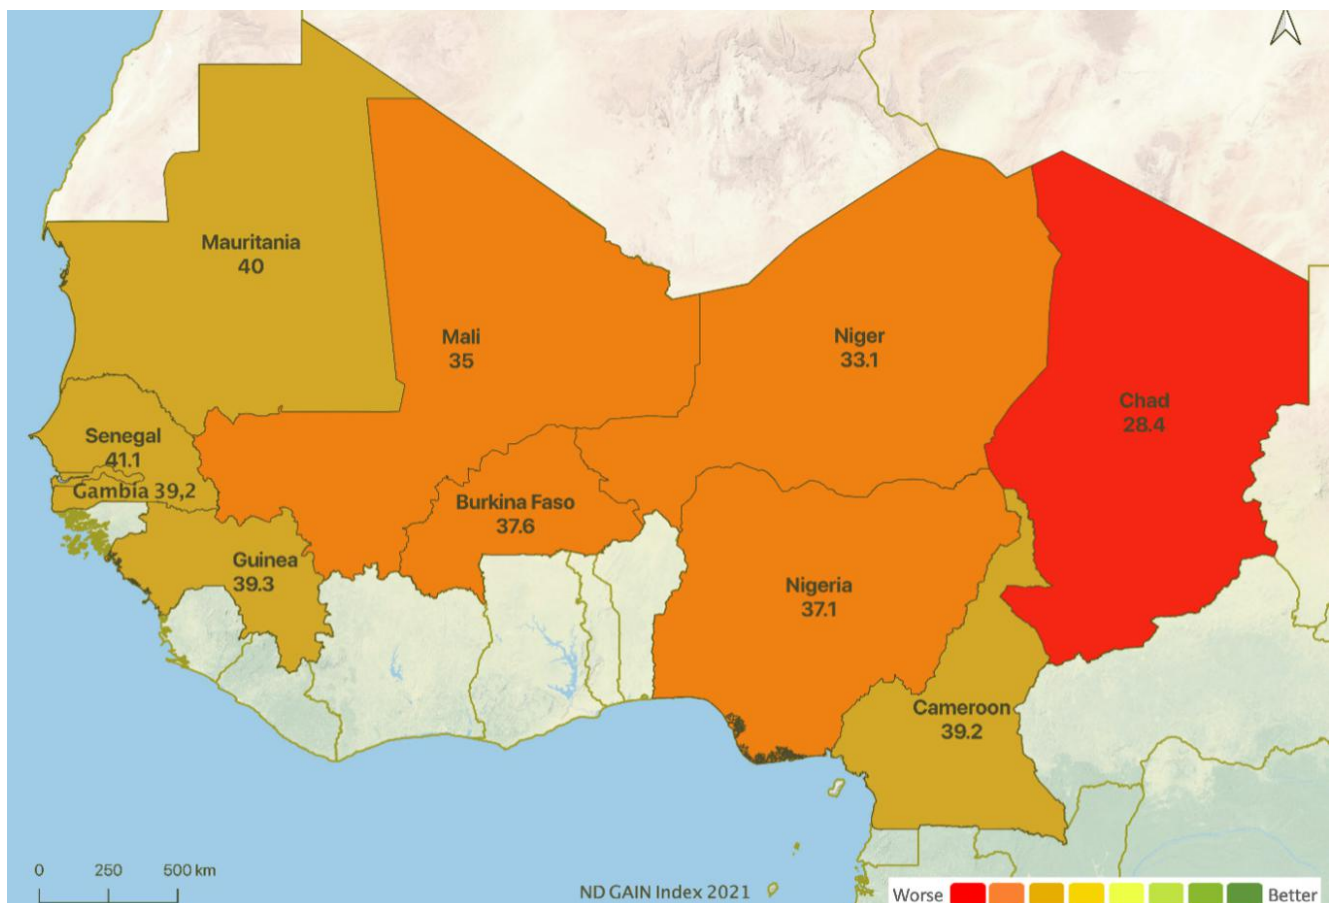 Mauritania
40
Mali
35
Niger
33.1
Chad
28.4
Senegal
41.1
Gambia 39,2
Burkina Faso
37.6
Guinea
39.3
Nigeria
37.1
Cameroon
39.2
0 250 500 km
ND GAIN Index 2021
Worse Better